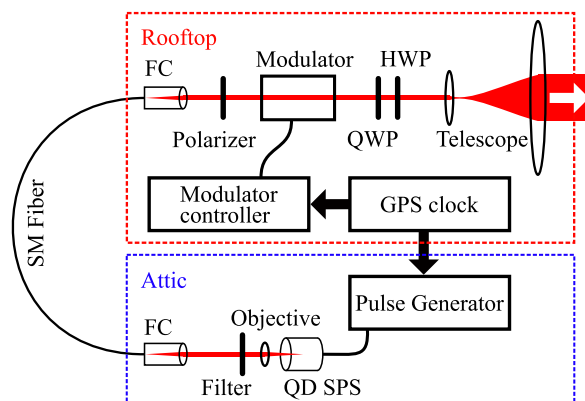 Rooftop
FC
Modulator
HWP
Polarizer
QWP
Telescope
Modulator
controller
GPS clock
SM Fiber
Attic
Pulse Generator
FC
Objective
Filter
QD SPS